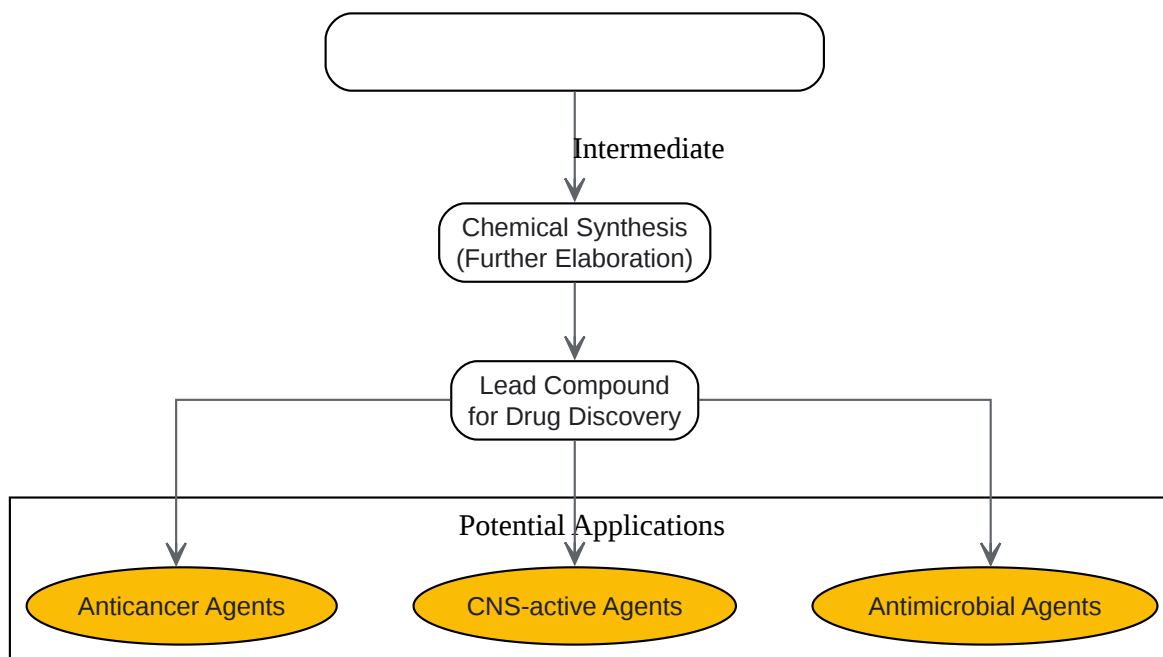 Intermediate
Chemical Synthesis
(Further Elaboration)
Lead Compound
for Drug Discovery
Potential Applications
Anticancer Agents
CNS-active Agents
Antimicrobial Agents